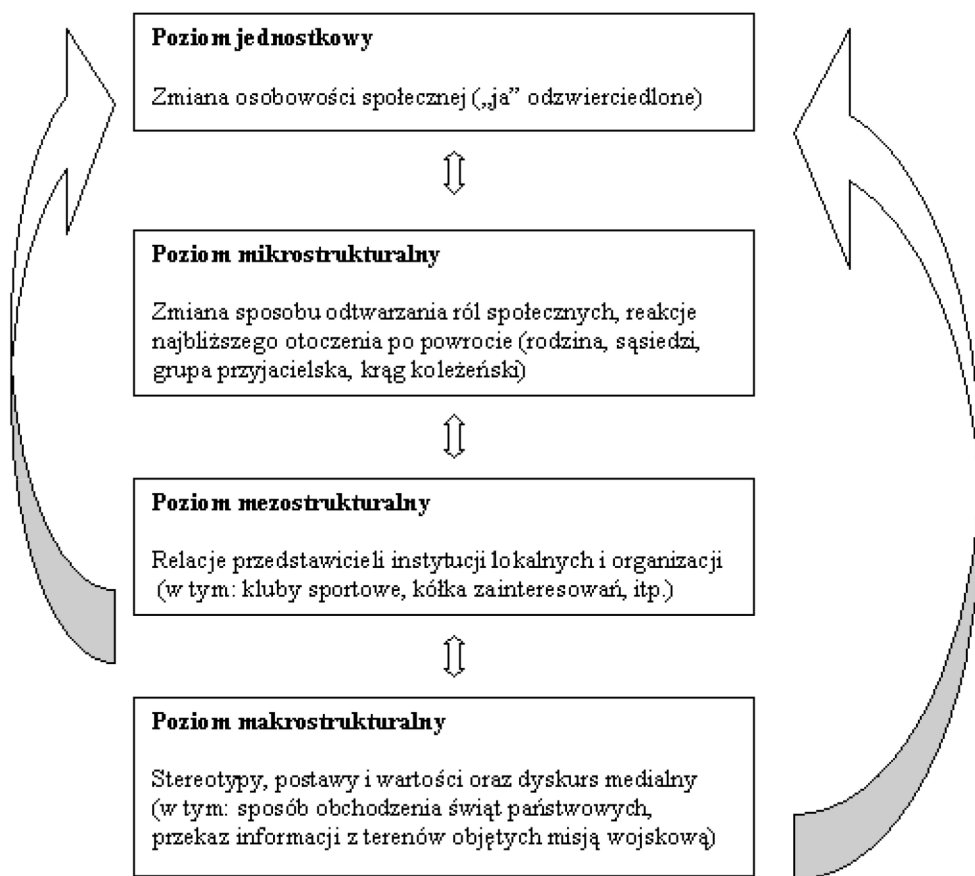 Poziom jednostkowy
Zmiana osobowości społecznej („ja” odzwierciedlone)
Poziom mikrostrukturalny
Zmiana sposobu odtwarzania ról społecznych, reakcje
najbliższego otoczenia po powrocie (rodzina, sąsiedzi,
grupa przyjacielska, krąg koleżeński)
Poziom mezostrukturalny
Relacje przedstawicieli instytucji lokalnych i organizacji
(w tym: kluby sportowe, kółka zainteresowań, itp.)
Poziom makrostrukturalny
Stereotypy, postawy i wartości oraz dyskurs medialny
(w tym: sposób obchodzenia świąt państwowych,
przekaz informacji z terenów objętych misją wojskową)